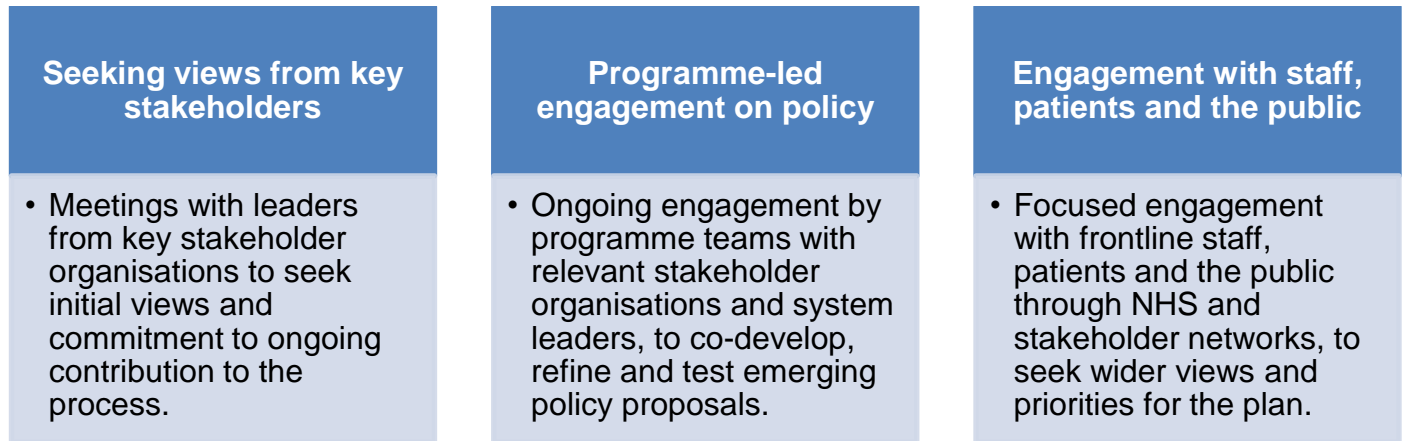 Seeking views from key
stakeholders
• Meetings with leaders
from key stakeholder
organisations to seek
initial views and
commitment to ongoing
contribution to the
process.
Programme-led
engagement on policy
• Ongoing engagement by
programme teams with
relevant stakeholder
organisations and system
leaders, to co-develop,
refine and test emerging
policy proposals.
Engagement with staff,
patients and the public
• Focused engagement
with frontline staff,
patients and the public
through NHS and
stakeholder networks, to
seek wider views and
priorities for the plan.